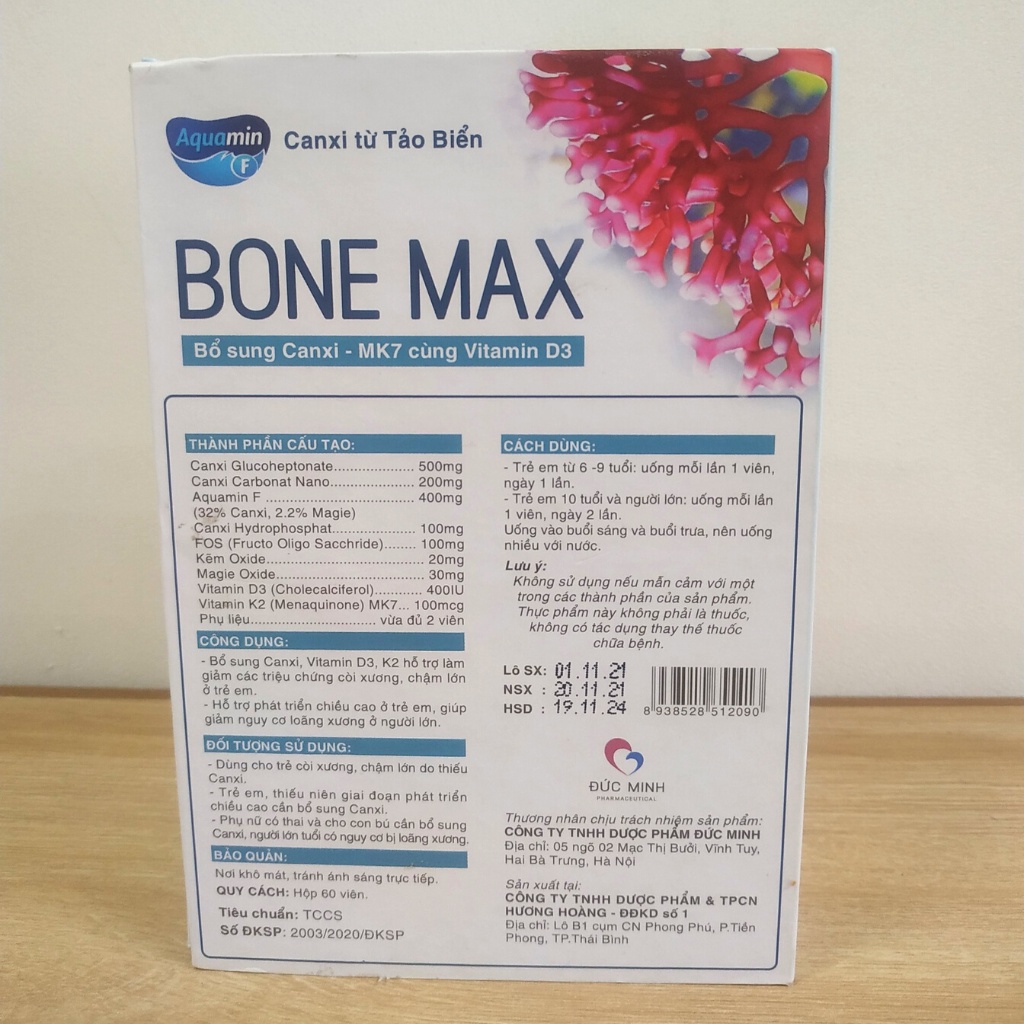 Aquamin F
Canxi từ Tảo Biển
BONE MAX
Bổ sung Canxi - MK7 cùng Vitamin D3
THÀNH PHẦN CẤU TẠO:
Canxi Glucoheptonate.................. 500mg
Canxi Carbonat Nano................... 200mg
Aquamin F ................................. 400mg
(32% Canxi, 2.2% Magie)
Canxi Hydrophosphat.................. 100mg
FOS (Fructo Oligo Sacchride)........ 100mg
Kẽm Oxide.................................. 20mg
Magie Oxide................................ 30mg
Vitamin D3 (Cholecalciferol)........... 400IU
Vitamin K2 (Menaquinone) MK7... 100mcg
Phụ liệu............................. vừa đủ 2 viên
CÔNG DỤNG:
- Bổ sung Canxi, Vitamin D3, K2 hỗ trợ làm
giảm các triệu chứng còi xương, chậm lớn
ở trẻ em.
- Hỗ trợ phát triển chiều cao ở trẻ em, giúp
giảm nguy cơ loãng xương ở người lớn.
ĐỐI TƯỢNG SỬ DỤNG:
- Dùng cho trẻ còi xương, chậm lớn do thiếu
Canxi.
- Trẻ em, thiếu niên giai đoạn phát triển
chiều cao cần bổ sung Canxi.
- Phụ nữ có thai và cho con bú cần bổ sung
Canxi, người lớn tuổi có nguy cơ bị loãng xương.
BẢO QUẢN:
Nơi khô mát, tránh ánh sáng trực tiếp.
QUY CÁCH: Hộp 60 viên.
Tiêu chuẩn: TCCS
Số ĐKSP: 2003/2020/ĐKSP
CÁCH DÙNG:
- Trẻ em từ 6 -9 tuổi: uống mỗi lần 1 viên,
ngày 1 lần.
- Trẻ em 10 tuổi và người lớn: uống mỗi lần
1 viên, ngày 2 lần.
Uống vào buổi sáng và buổi trưa, nên uống
nhiều với nước.
Lưu ý:
Không sử dụng nếu mẫn cảm với một
trong các thành phần của sản phẩm.
Thực phẩm này không phải là thuốc,
không có tác dụng thay thế thuốc
chữa bệnh.
Lô SX: 01.11.21
NSX : 20.11.21
HSD : 19.11.24
8 938528 512090
ĐỨC MINH
PHARMACEUTICAL
Thương nhân chịu trách nhiệm sản phẩm:
CÔNG TY TNHH DƯỢC PHẨM ĐỨC MINH
Địa chỉ: 05 ngõ 02 Mạc Thị Bưởi, Vĩnh Tuy,
Hai Bà Trưng, Hà Nội
Sản xuất tại:
CÔNG TY TNHH DƯỢC PHẨM & TPCN
HƯƠNG HOÀNG - ĐĐKD số 1
Địa chỉ: Lô B1 cụm CN Phong Phú, P.Tiền
Phong, TP.Thái Bình